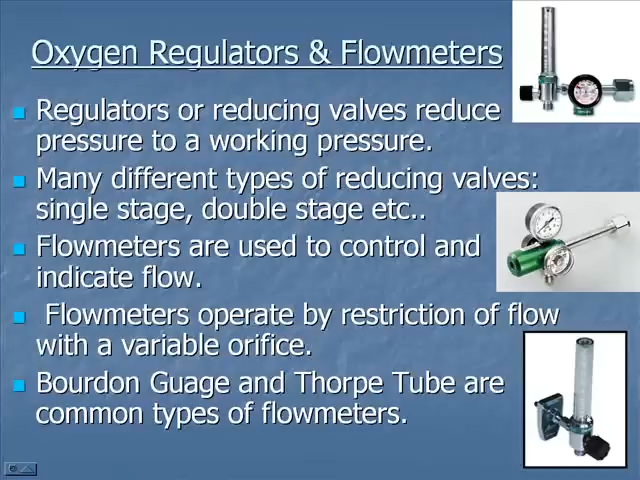 Oxygen Regulators & Flowmeters
Regulators or reducing valves reduce
pressure to a working pressure.
Many different types of reducing valves:
single stage, double stage etc..
Flowmeters are used to control and
indicate flow.
Flowmeters operate by restriction of flow
with a variable orifice.
Bourdon Guage and Thorpe Tube are
common types of flowmeters.